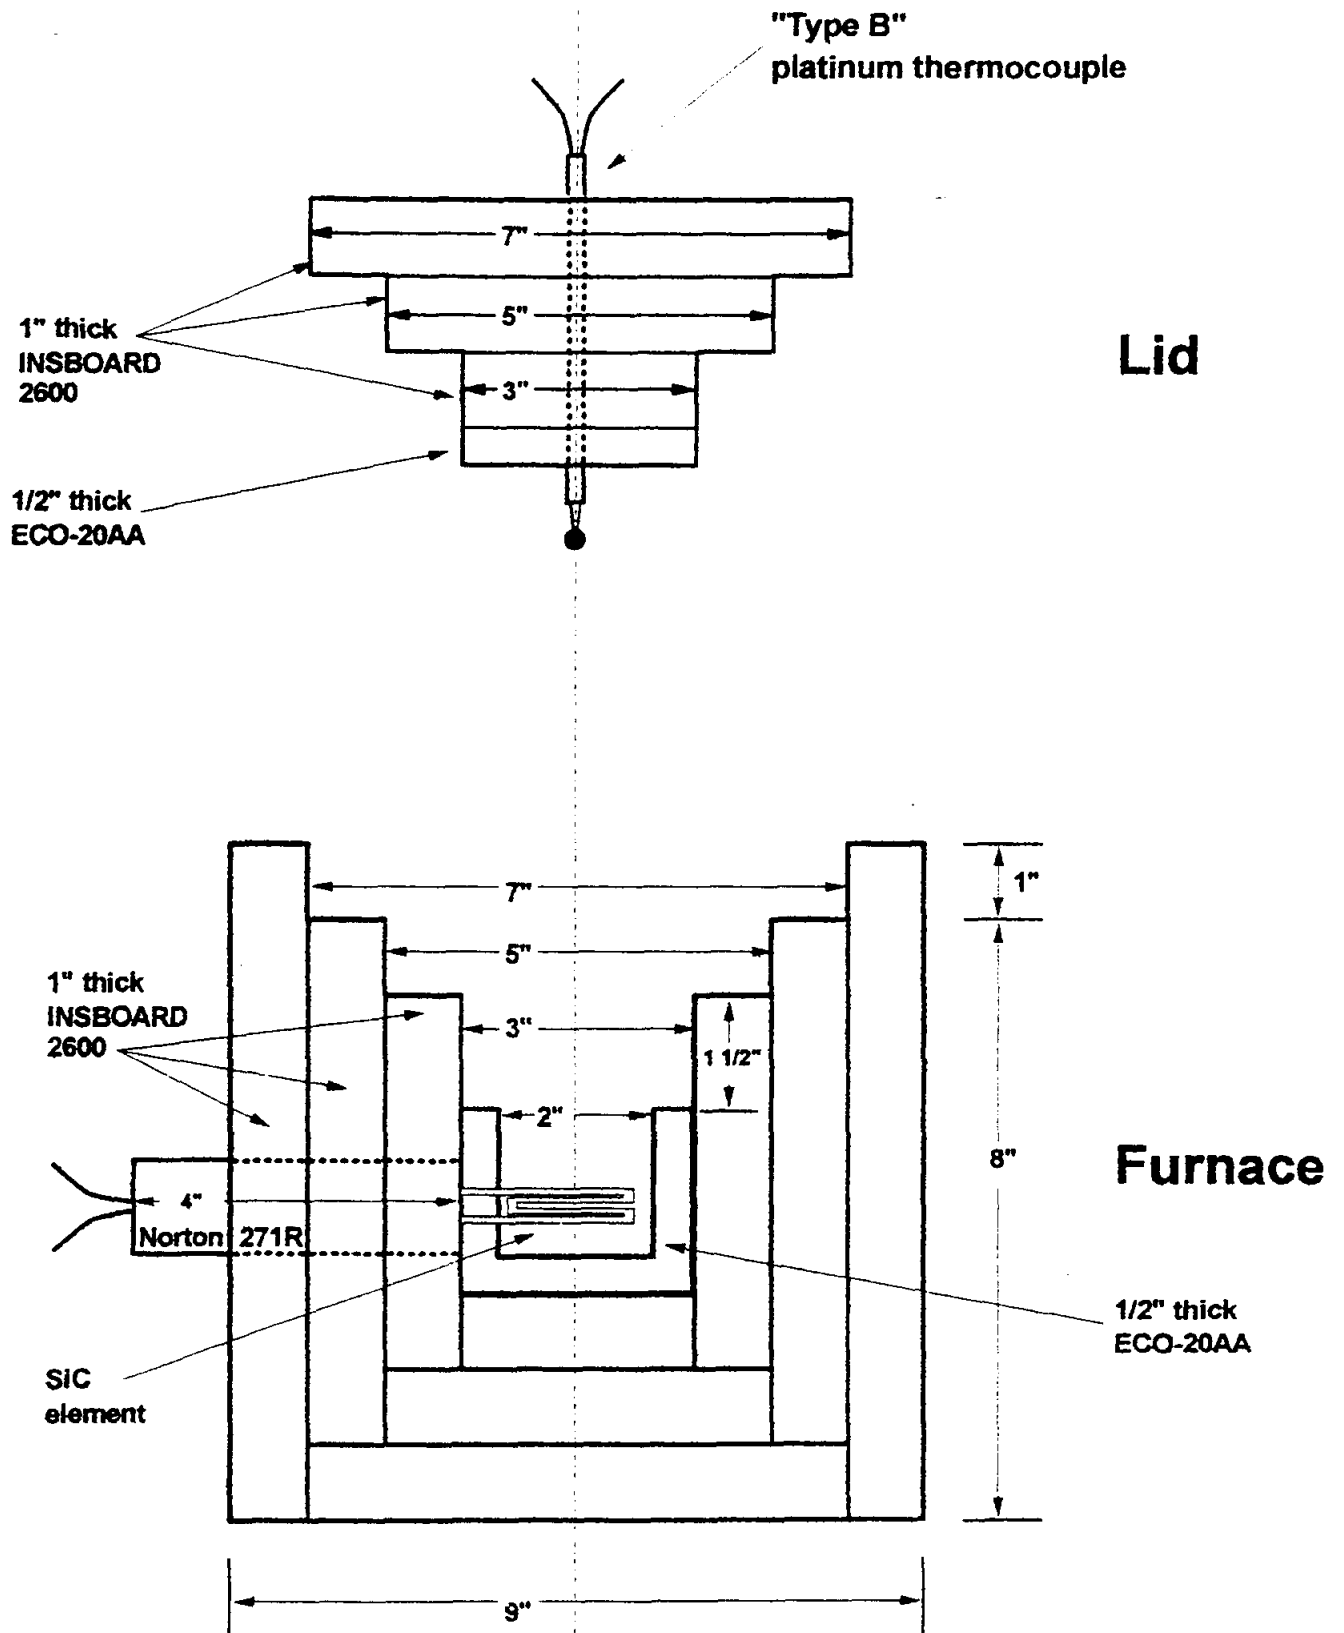 "Type B"
platinum thermocouple
7"
5"
1" thick
INSBOARD
2600
Lid
3"
1/2" thick
ECO-20AA
7"
1"
5"
1" thick
INSBOARD
2600
3"
1 1/2"
2"
8"
Furnace
4"
Norton 271R
1/2" thick
ECO-20AA
SiC
element
9"